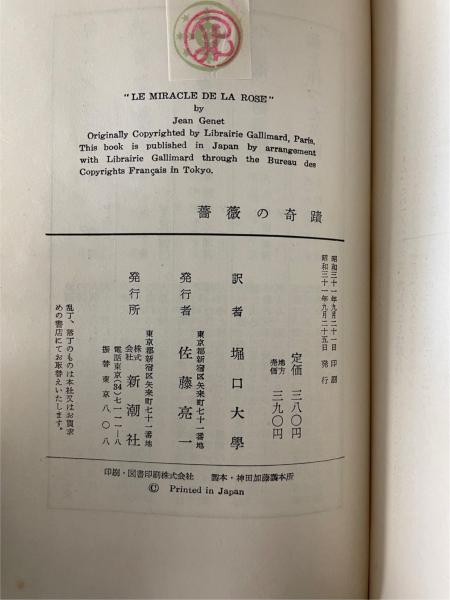 "LE MIRACLE DE LA ROSE"
by
Jean Genet
Originally Copyrighted by Librairie Gallimard, Paris.
This book is published in Japan by arrangement
with Librairie Gallimard through the Bureau des
Copyrights Français in Tokyo.
薔薇の奇蹟
昭和三十一年九月二十一日 印刷
昭和三十一年九月二十五日 発行
定価 三八〇円
地方売価 三九〇円
訳者 堀口大學
発行者 佐藤亮一
東京都新宿区矢来町七十一番地
発行所 株式会社 新潮社
東京都新宿区矢来町七十一番地
電話東京(34)七一一一-八
振替東京八〇八
乱丁、落丁のものは本社又はお買求
めの書店にてお取替えいたします。
印刷・図書印刷株式会社 製本・神田加藤製本所
© Printed in Japan